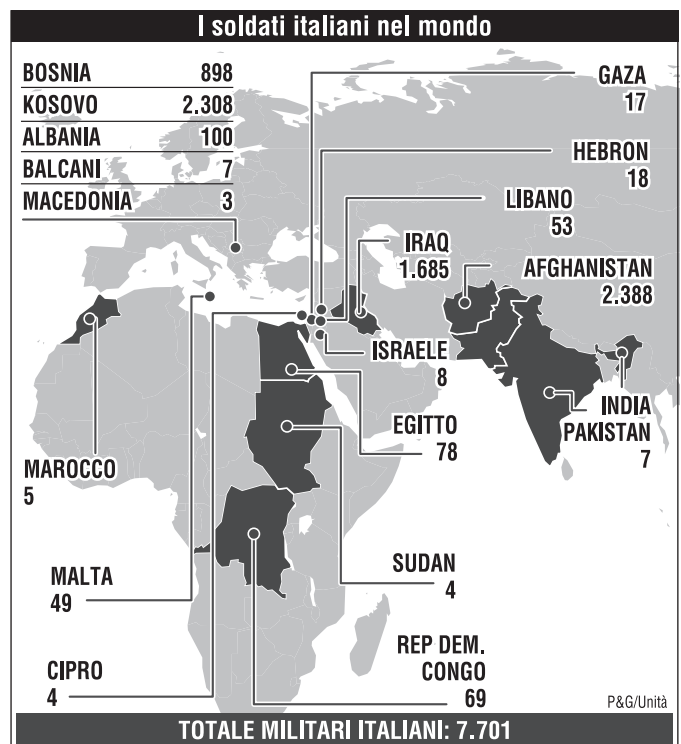 I soldati italiani nel mondo
BOSNIA 898
KOSOVO 2.308
ALBANIA 100
BALCANI 7
MACEDONIA 3
GAZA
17
HEBRON
18
LIBANO
53
IRAQ
1.685
AFGHANISTAN
2.388
ISRAELE
8
INDIA
PAKISTAN
7
EGITTO
78
MAROCCO
5
SUDAN
4
MALTA
49
REP DEM.
CONGO
69
CIPRO
4
P&G/Unità
TOTALE MILITARI ITALIANI: 7.701